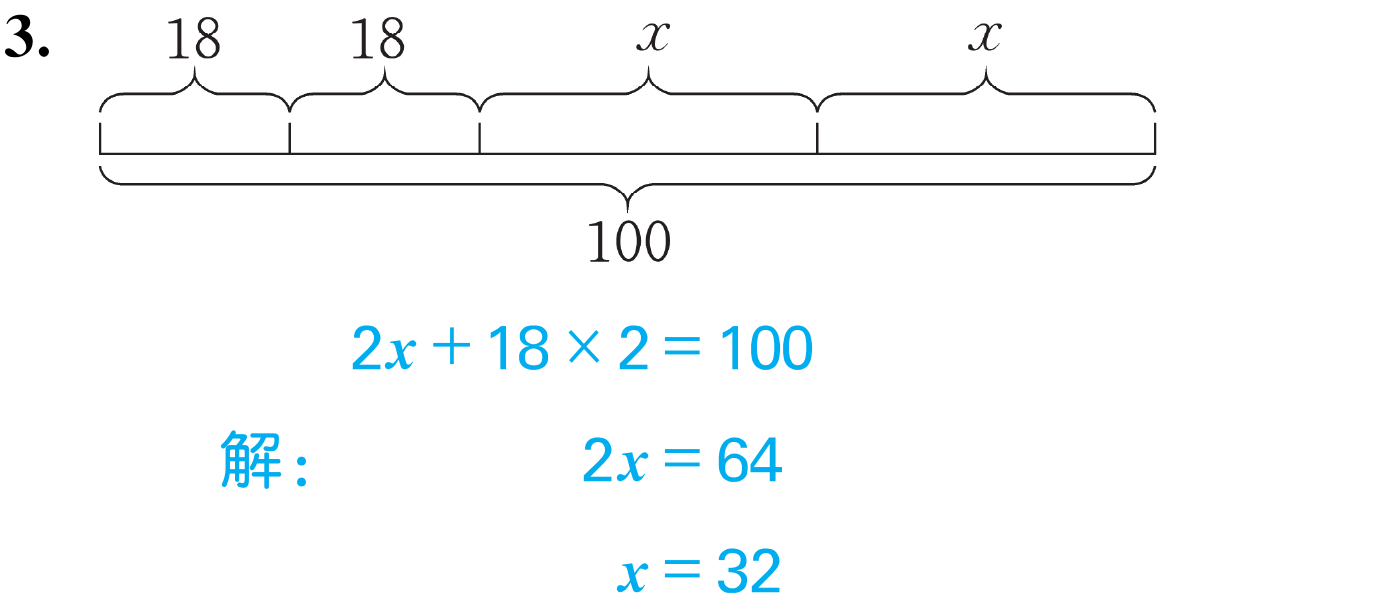 3. 18 18 x x
100
2x + 18 × 2 = 100
解: 2x = 64
x = 32